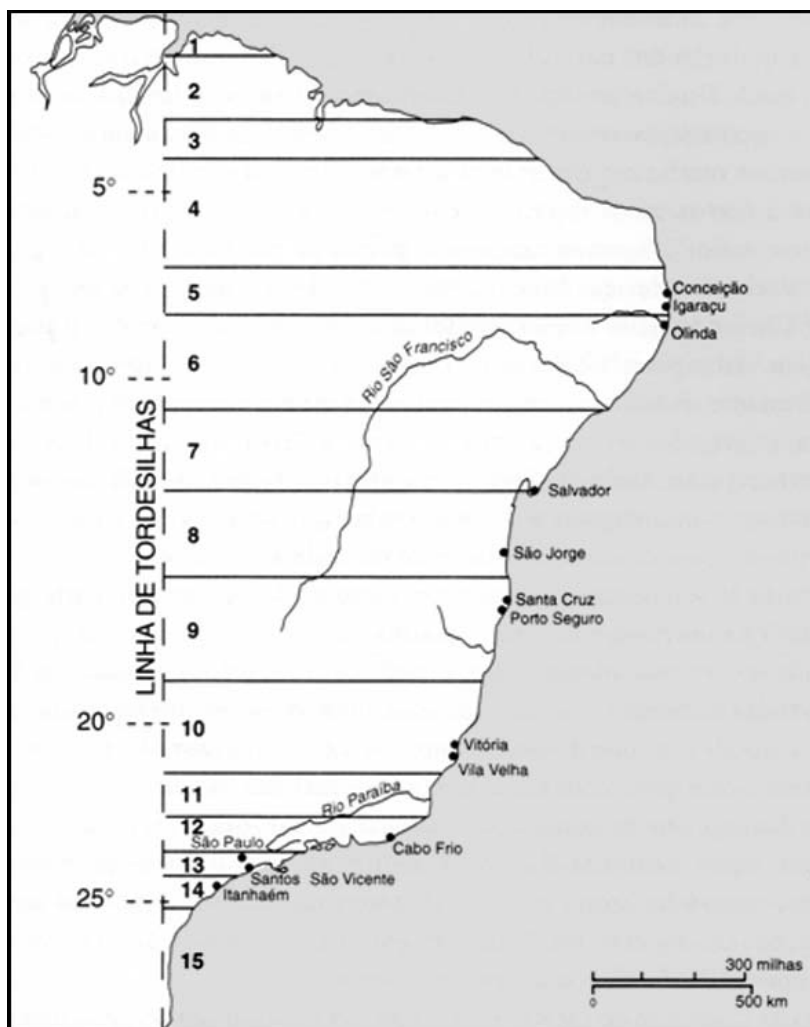 1
2
3
5°
4
5
Conceição
Igaraçu
Olinda
6
Rio São Francisco
10°
LINHA DE TORDESILHAS
7
Salvador
8
São Jorge
Santa Cruz
Porto Seguro
9
20°
10
Vitória
Vila Velha
11
Rio Paraíba
12
São Paulo
Cabo Frio
13
Santos São Vicente
14
Itanhaém
25°
15
300 milhas
0 500 km